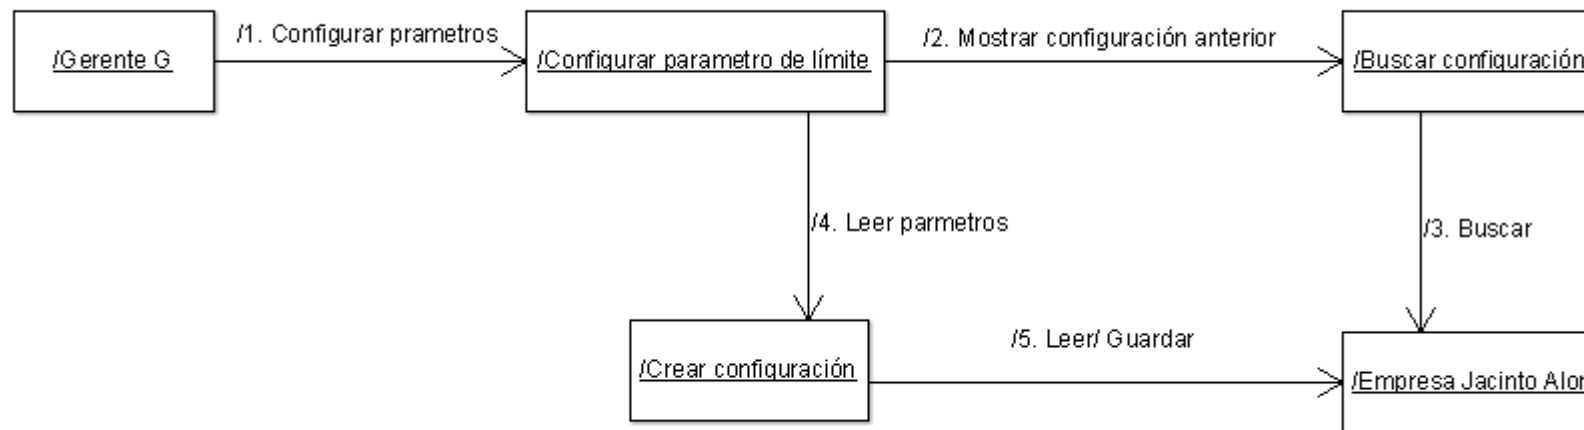 /1. Configurar prametros
/2. Mostrar configuración anterior
/Gerente G
/Configurar parametro de límite
/Buscar configuración
/4. Leer parmetros
/3. Buscar
/5. Leer/ Guardar
/Crear configuración
/Empresa Jacinto